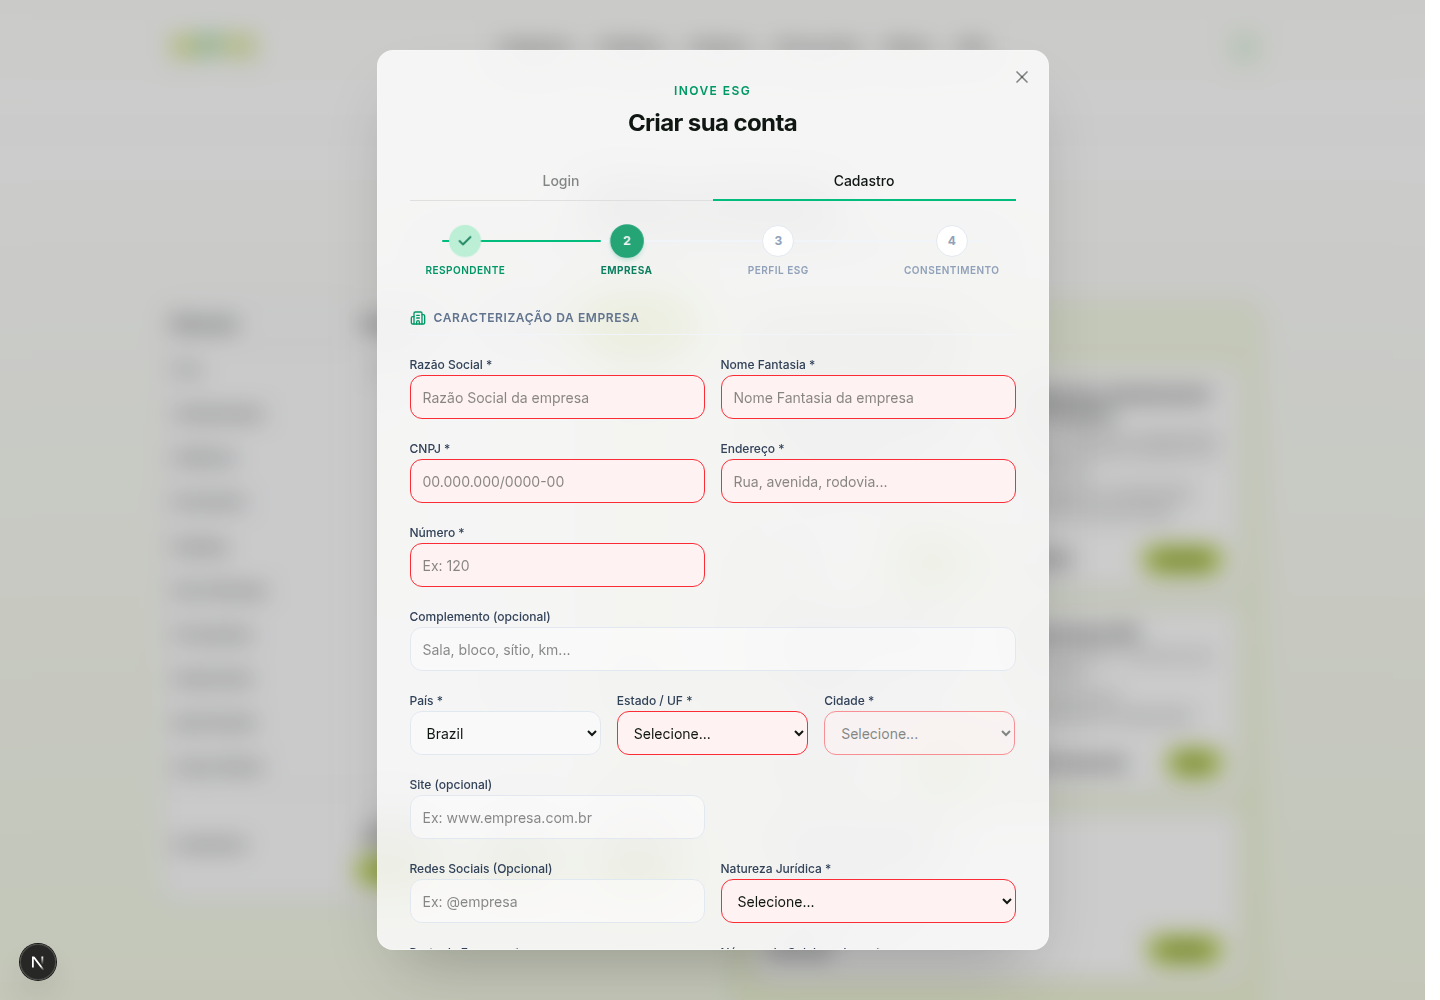 INOVE ESG
Criar sua conta
Login Cadastro
2 3 4
RESPONDENTE EMPRESA PERFIL ESG CONSENTIMENTO
CARACTERIZAÇÃO DA EMPRESA
Razão Social * Nome Fantasia *
Razão Social da empresa Nome Fantasia da empresa
CNPJ * Endereço *
00.000.000/0000-00 Rua, avenida, rodovia...
Número *
Ex: 120
Complemento (opcional)
Sala, bloco, sítio, km...
País * Estado / UF * Cidade *
Brazil Selecione... Selecione...
Site (opcional)
Ex: www.empresa.com.br
Redes Sociais (Opcional) Natureza Jurídica *
Ex: @empresa Selecione...
N